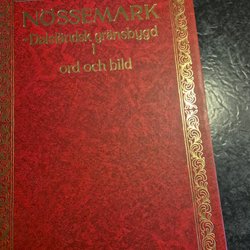 NÖSSEMARK
-Dalsländsk gränsbygd
i
ord och bild